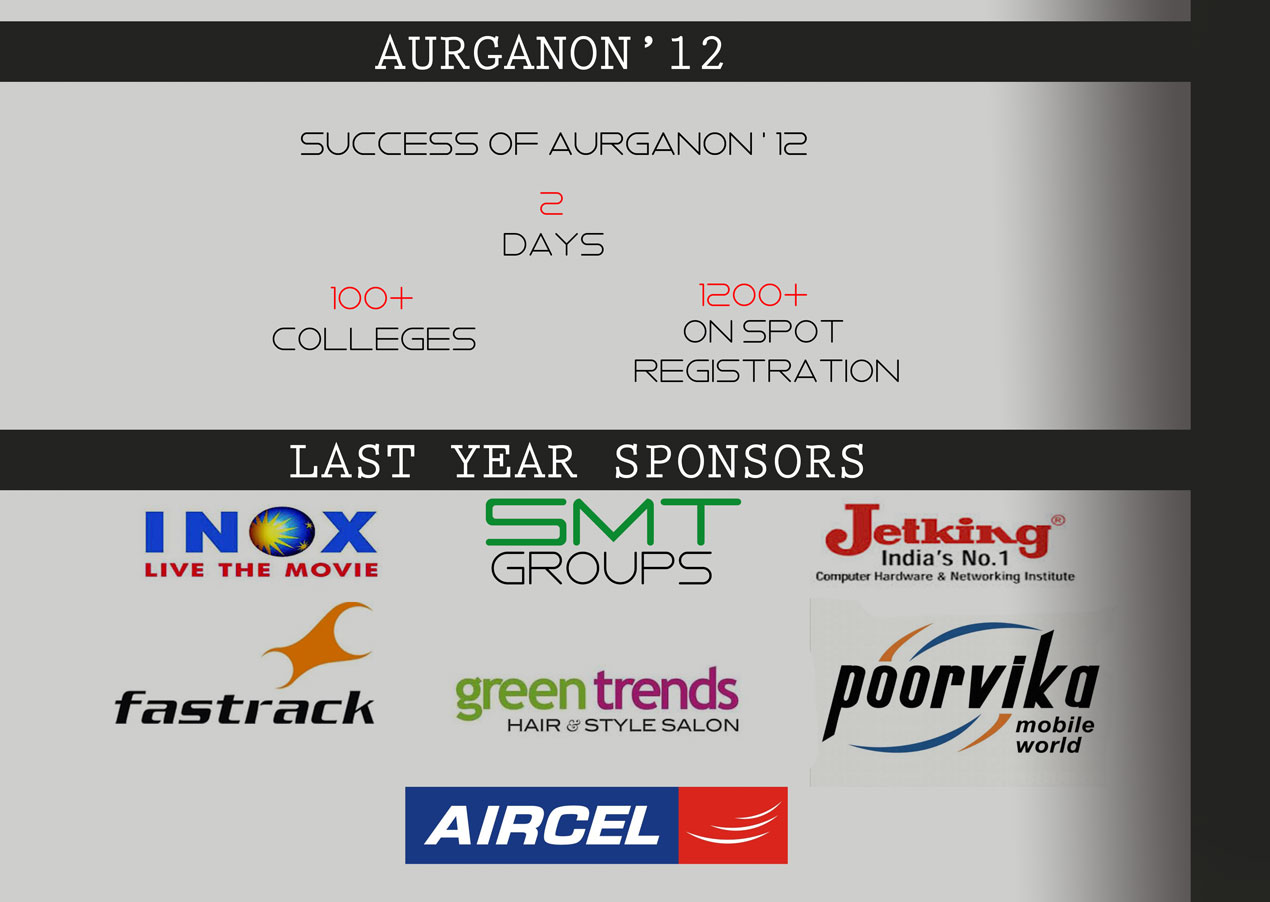 AURGANON'12
SUCCESS OF AURGANON '12
2
DAYS
100+
COLLEGES
1200+
ON SPOT
REGISTRATION
LAST YEAR SPONSORS
INOX
LIVE THE MOVIE
SMT
GROUPS
Jetking®
India's No.1
Computer Hardware & Networking Institute
fastrack
green trends
HAIR & STYLE SALON
poorvika
mobile
world
AIRCEL